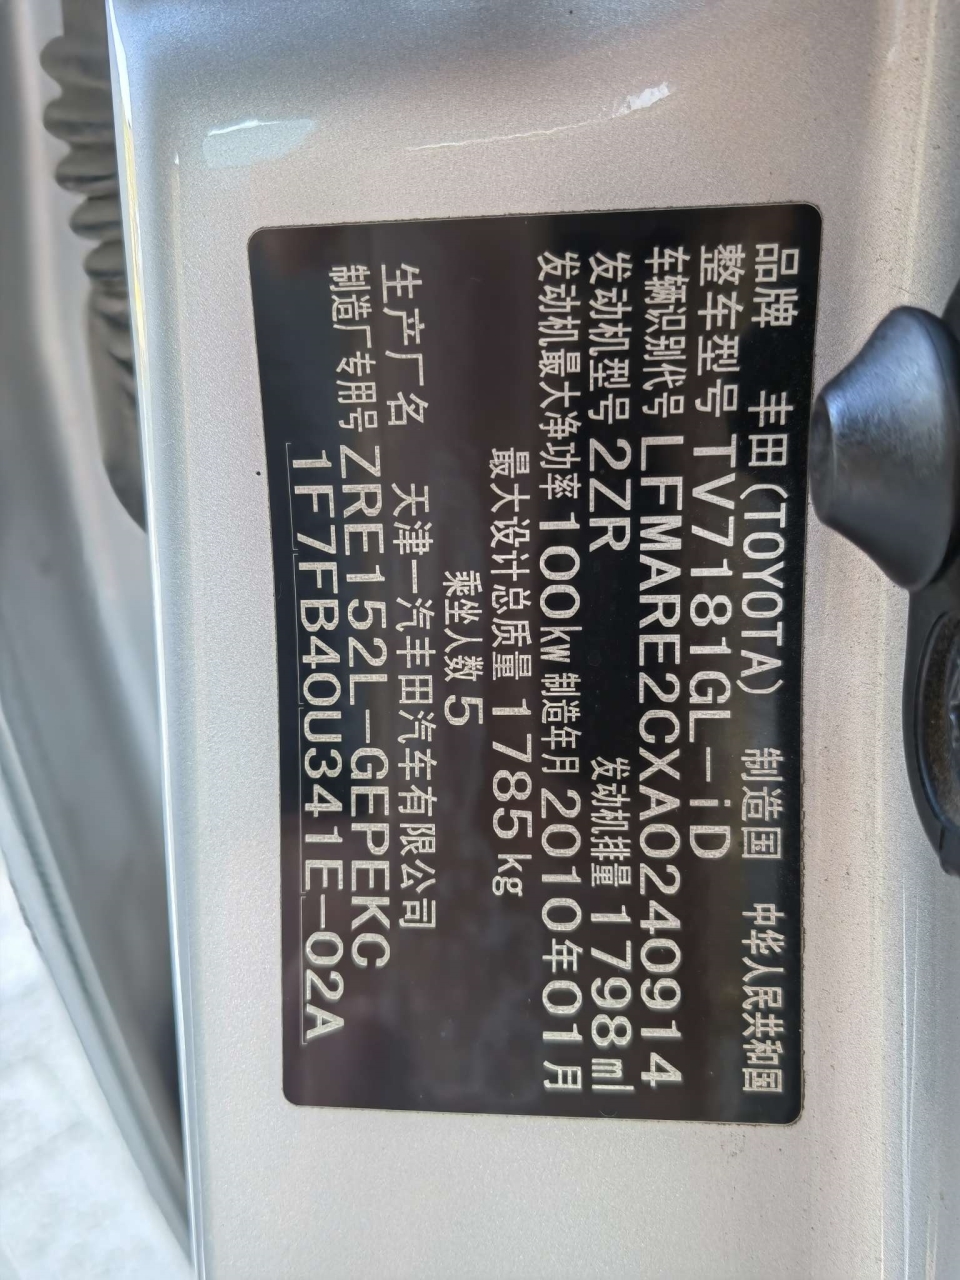 品牌 丰田(TOYOTA) 制造国 中华人民共和国
整车型号 TV7181GL-iD
车辆识别代号 LFMARE2CXA0240914
发动机型号 2ZR 发动机排量 1798ml
发动机最大净功率 100kW 制造年月 2010年01月
最大设计总质量 1785kg
乘坐人数 5
生产厂名 天津一汽丰田汽车有限公司
制造厂专用号 ZRE152L-GEPEKC
1F7FB40U341E-02A